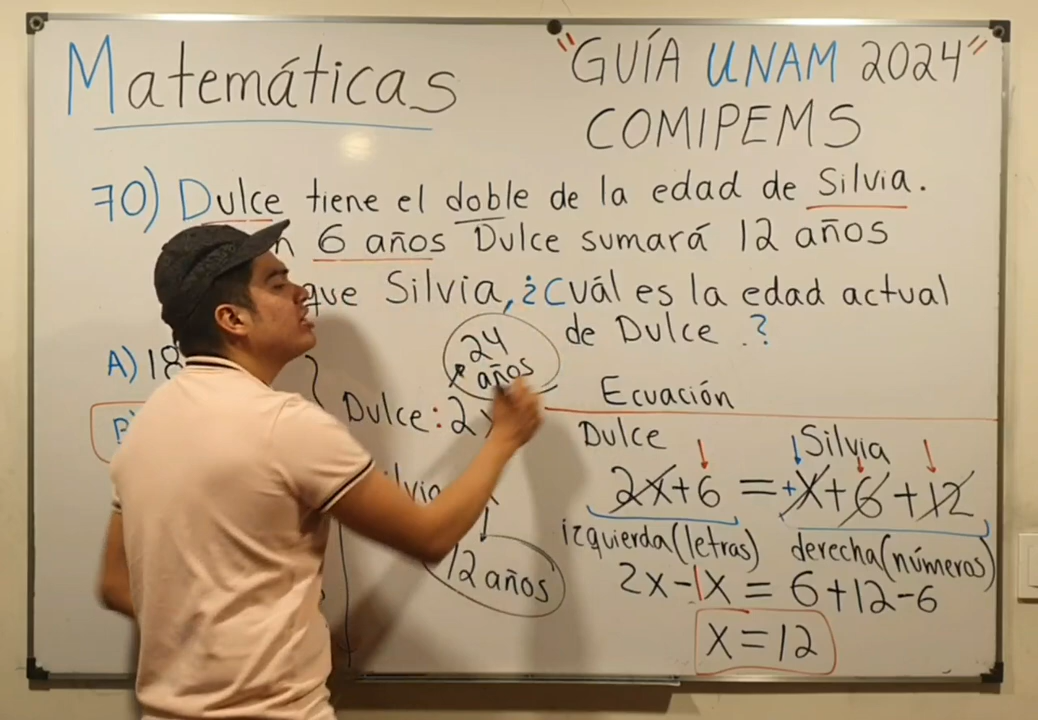 Matemáticas
"GUÍA UNAM 2024"
COMIPEMS
70) Dulce tiene el doble de la edad de Silvia.
6 años Dulce sumará 12 años
que Silvia, ¿Cuál es la edad actual
de Dulce ?
A) 18
24
años
Dulce: 2x
12 años
Ecuación
Dulce Silvia
2x+6 = +x+6+12
izquierda(letras) derecha(números)
2x-1x = 6+12-6
x=12